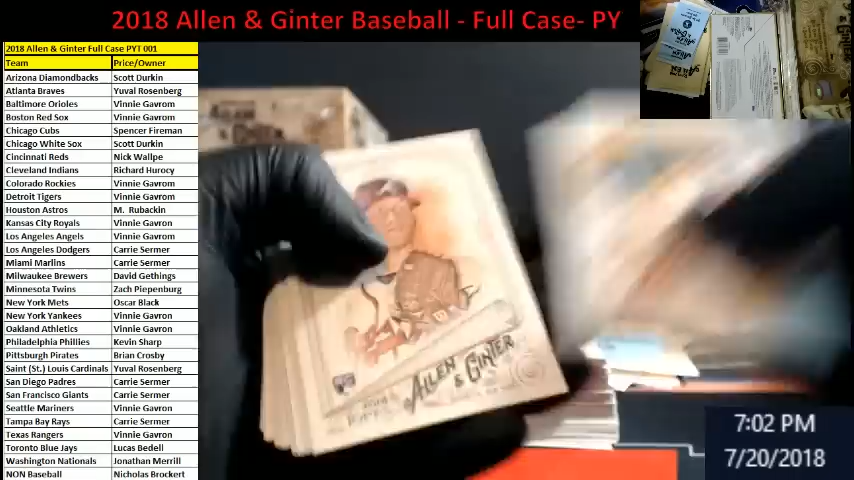 2018 Allen & Ginter Baseball - Full Case- PY
2018 Allen & Ginter Full Case PYT 001
Team Price/Owner
Arizona Diamondbacks Scott Durkin
Atlanta Braves Yuval Rosenberg
Baltimore Orioles Vinnie Gavrom
Boston Red Sox Vinnie Gavrom
Chicago Cubs Spencer Fireman
Chicago White Sox Scott Durkin
Cincinnati Reds Nick Wallpe
Cleveland Indians Richard Hurocy
Colorado Rockies Vinnie Gavrom
Detroit Tigers Vinnie Gavrom
Houston Astros M. Rubackin
Kansas City Royals Vinnie Gavron
Los Angeles Angels Vinnie Gavrom
Los Angeles Dodgers Carrie Sermer
Miami Marlins Carrie Sermer
Milwaukee Brewers David Gethings
Minnesota Twins Zach Piepenburg
New York Mets Oscar Black
New York Yankees Vinnie Gavron
Oakland Athletics Vinnie Gavron
Philadelphia Phillies Kevin Sharp
Pittsburgh Pirates Brian Crosby
Saint (St.) Louis Cardinals Yuval Rosenberg
San Diego Padres Carrie Sermer
San Francisco Giants Carrie Sermer
Seattle Mariners Vinnie Gavron
Tampa Bay Rays Carrie Sermer
Texas Rangers Vinnie Gavron
Toronto Blue Jays Lucas Bedell
Washington Nationals Jonathan Merrill
NON Baseball Nicholas Brockert
ALLEN
& GINTER
7:02 PM
7/20/2018